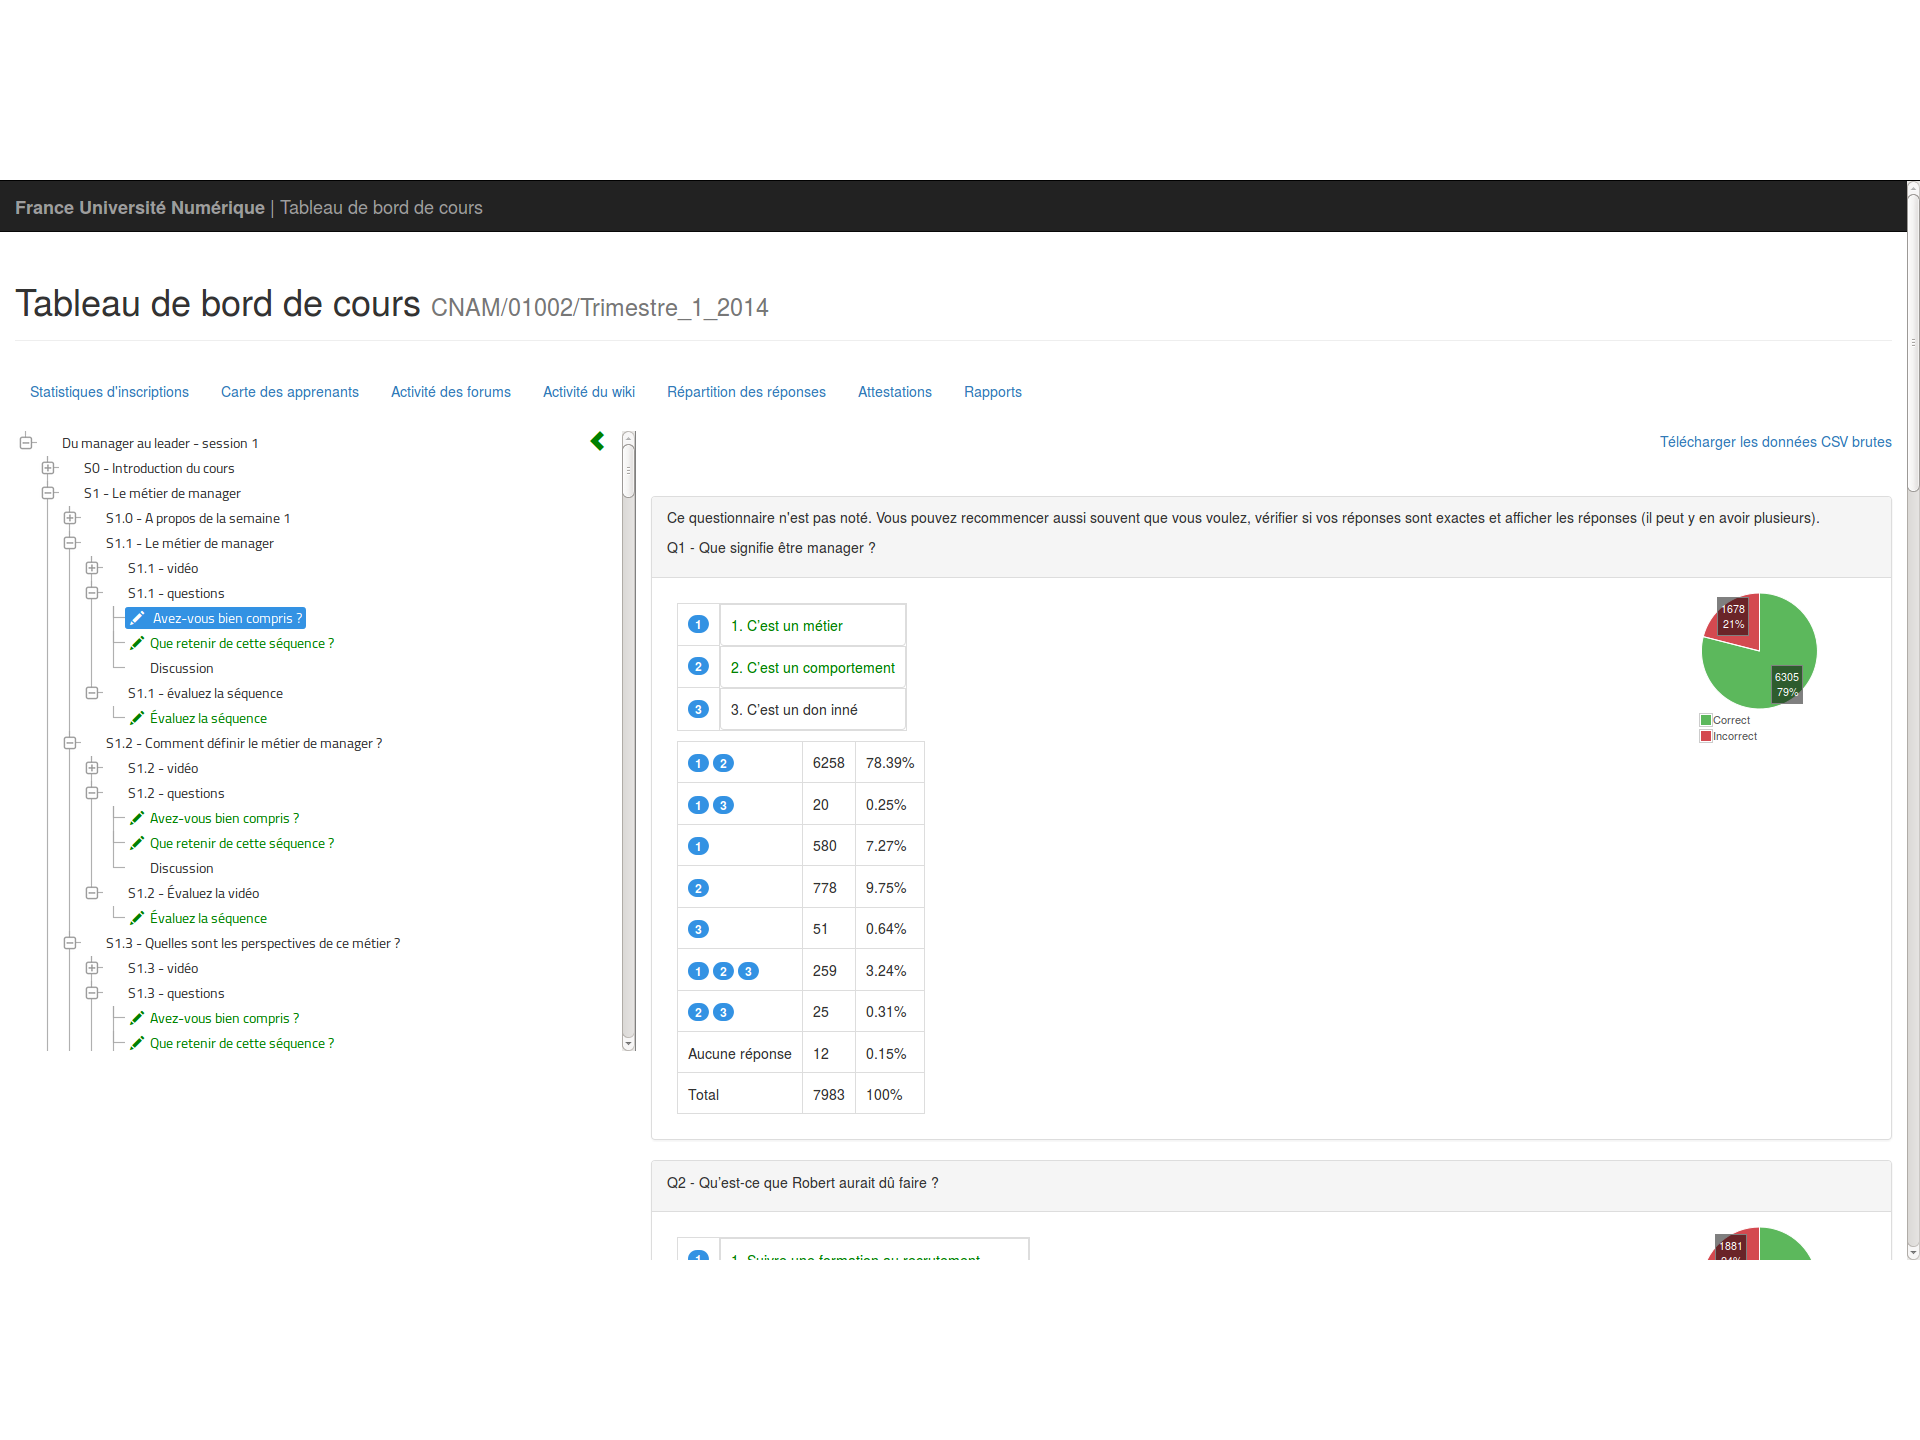 France Université Numérique | Tableau de bord de cours
Tableau de bord de cours CNAM/01002/Trimestre_1_2014
Statistiques d'inscriptions Carte des apprenants Activité des forums Activité du wiki Répartition des réponses Attestations Rapports
Du manager au leader - session 1
S0 - Introduction du cours
S1 - Le métier de manager
S1.0 - A propos de la semaine 1
S1.1 - Le métier de manager
S1.1 - vidéo
S1.1 - questions
Avez-vous bien compris ?
Que retenir de cette séquence ?
Discussion
S1.1 - évaluez la séquence
Évaluez la séquence
S1.2 - Comment définir le métier de manager ?
S1.2 - vidéo
S1.2 - questions
Avez-vous bien compris ?
Que retenir de cette séquence ?
Discussion
S1.2 - Évaluez la vidéo
Évaluez la séquence
S1.3 - Quelles sont les perspectives de ce métier ?
S1.3 - vidéo
S1.3 - questions
Avez-vous bien compris ?
Que retenir de cette séquence ?
Télécharger les données CSV brutes
Ce questionnaire n'est pas noté. Vous pouvez recommencer aussi souvent que vous voulez, vérifier si vos réponses sont exactes et afficher les réponses (il peut y en avoir plusieurs).
Q1 - Que signifie être manager ?
1 1. C'est un métier
2 2. C'est un comportement
3 3. C'est un don inné
1 2 6258 78.39%
1 3 20 0.25%
1 580 7.27%
2 778 9.75%
3 51 0.64%
1 2 3 259 3.24%
2 3 25 0.31%
Aucune réponse 12 0.15%
Total 7983 100%
1678
21%
6305
79%
Correct
Incorrect
Q2 - Qu'est-ce que Robert aurait dû faire ?
1 1. Suivre une formation au recrutement
1881